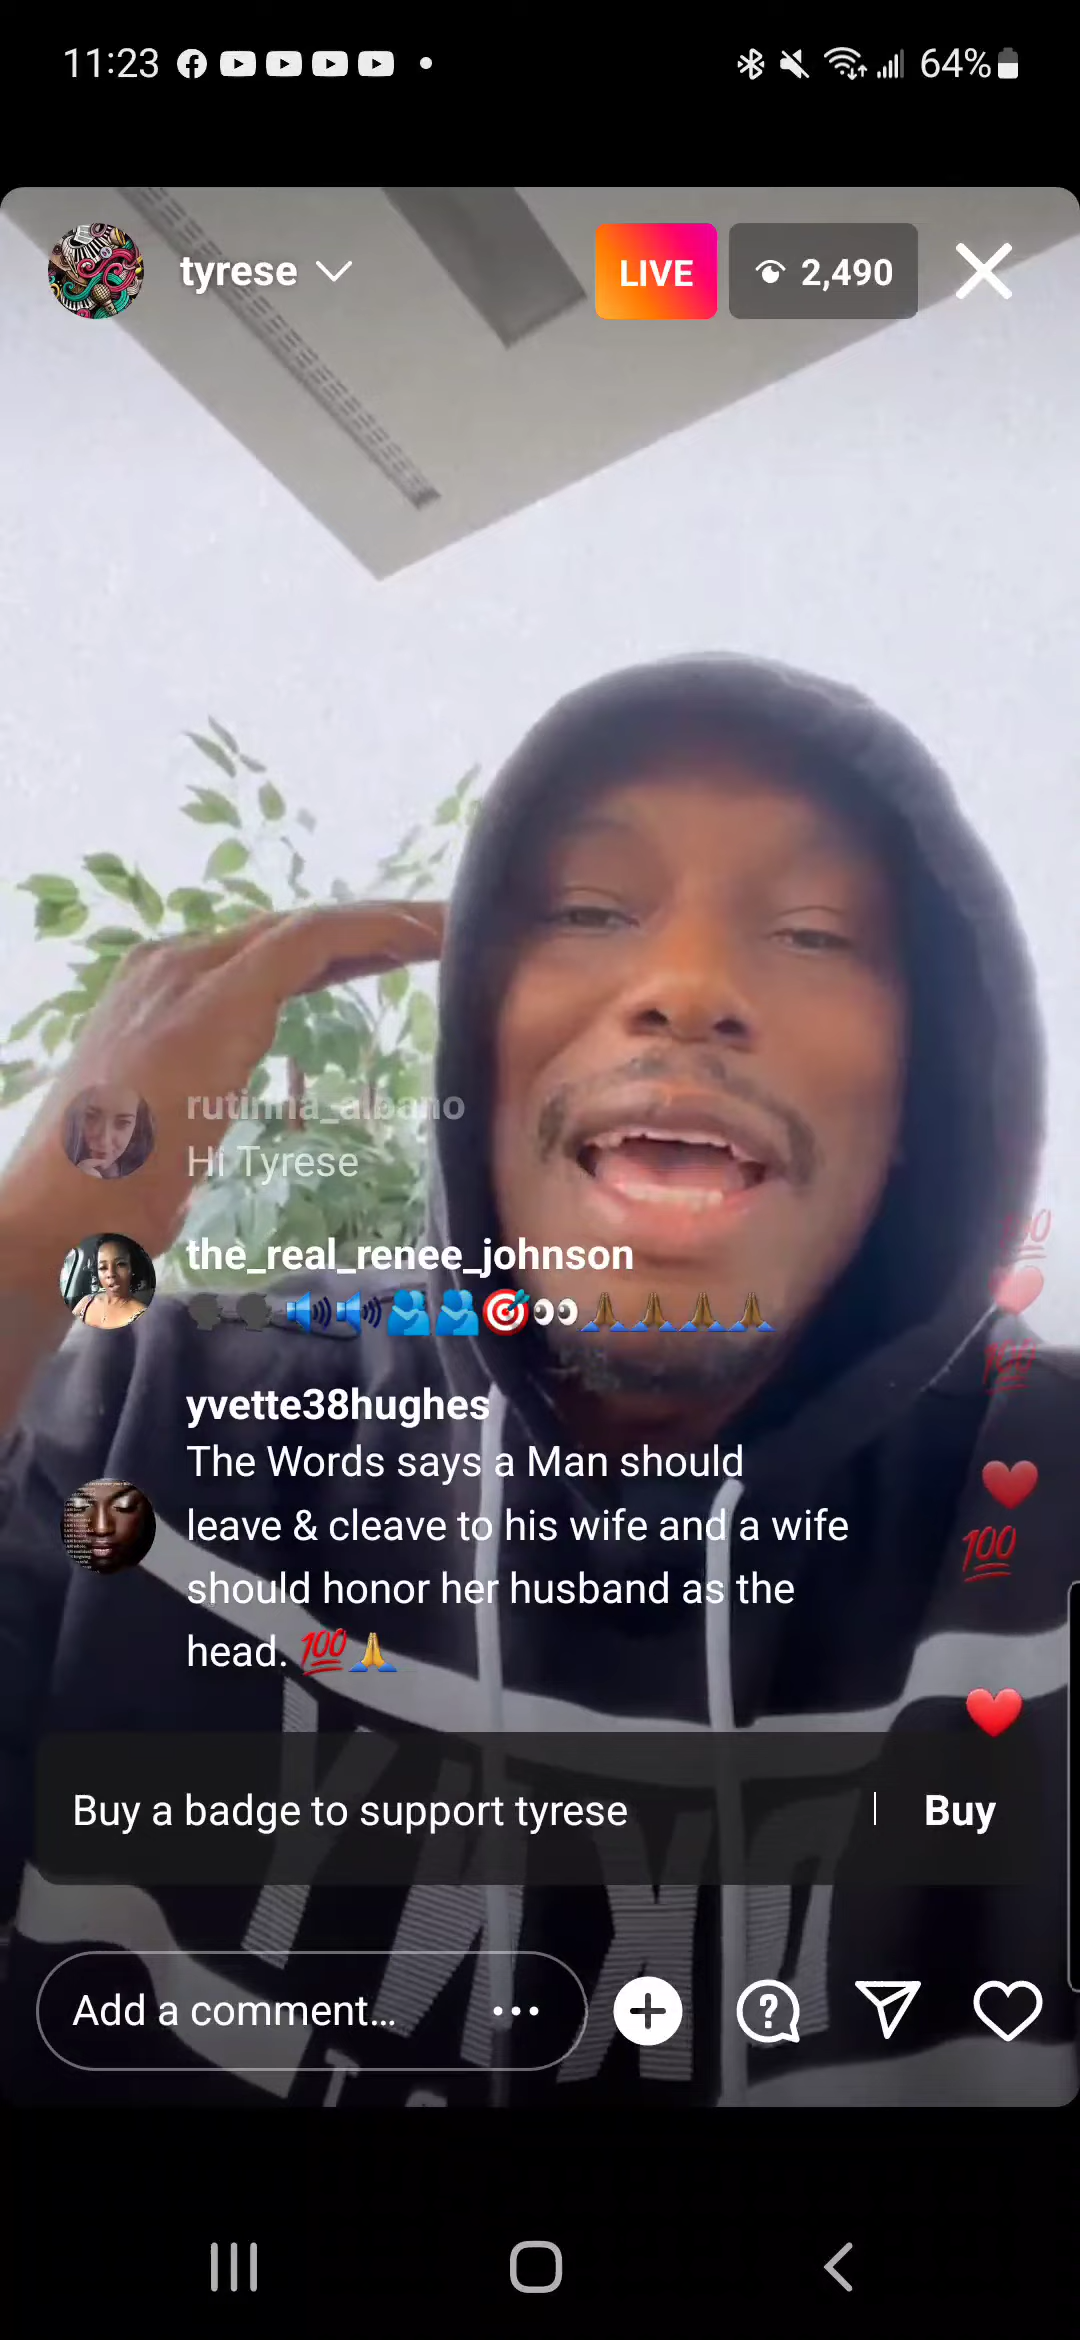 11:23 64%
tyrese LIVE 2,490
rutinha_albano
Hi Tyrese
the_real_renee_johnson
🗣🗣🔊🔊🫂🫂🎯👀🙏🏾🙏🏾🙏🏾🙏🏾
yvette38hughes
The Words says a Man should
leave & cleave to his wife and a wife
should honor her husband as the
head. 💯🙏
Buy a badge to support tyrese | Buy
Add a comment...